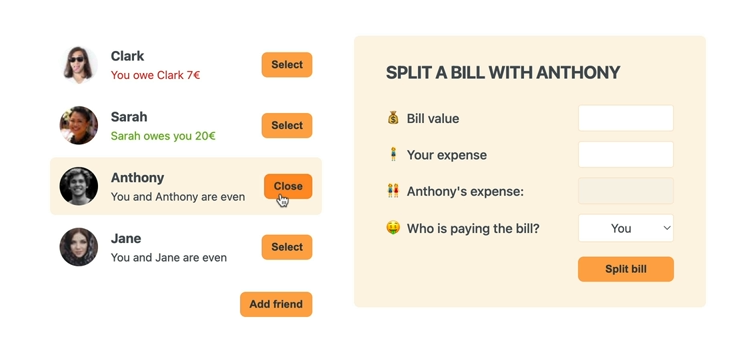 Clark
You owe Clark 7€
Select
Sarah
Sarah owes you 20€
Select
Anthony
You and Anthony are even
Close
Jane
You and Jane are even
Select
Add friend
SPLIT A BILL WITH ANTHONY
Bill value
Your expense
Anthony's expense:
Who is paying the bill?
You
Split bill